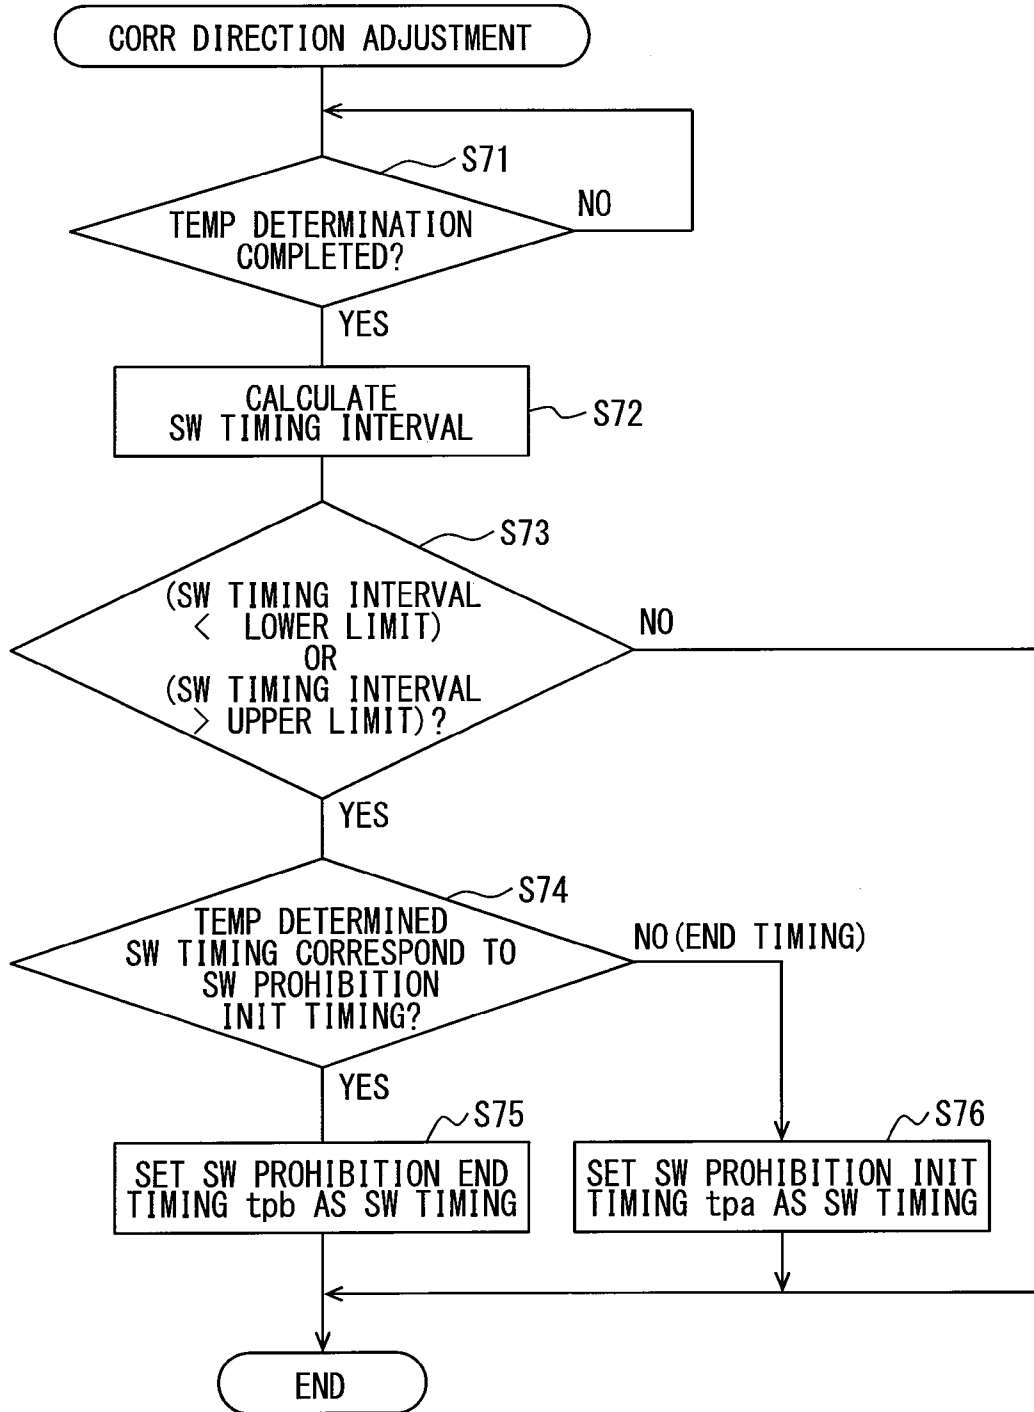 CORR DIRECTION ADJUSTMENT
S71
TEMP DETERMINATION
COMPLETED?
NO
YES
CALCULATE
SW TIMING INTERVAL
S72
S73
(SW TIMING INTERVAL
< LOWER LIMIT)
OR
(SW TIMING INTERVAL
> UPPER LIMIT)?
NO
YES
S74
TEMP DETERMINED
SW TIMING CORRESPOND TO
SW PROHIBITION
INIT TIMING?
NO(END TIMING)
YES
S75
SET SW PROHIBITION END
TIMING tpb AS SW TIMING
S76
SET SW PROHIBITION INIT
TIMING tpa AS SW TIMING
END